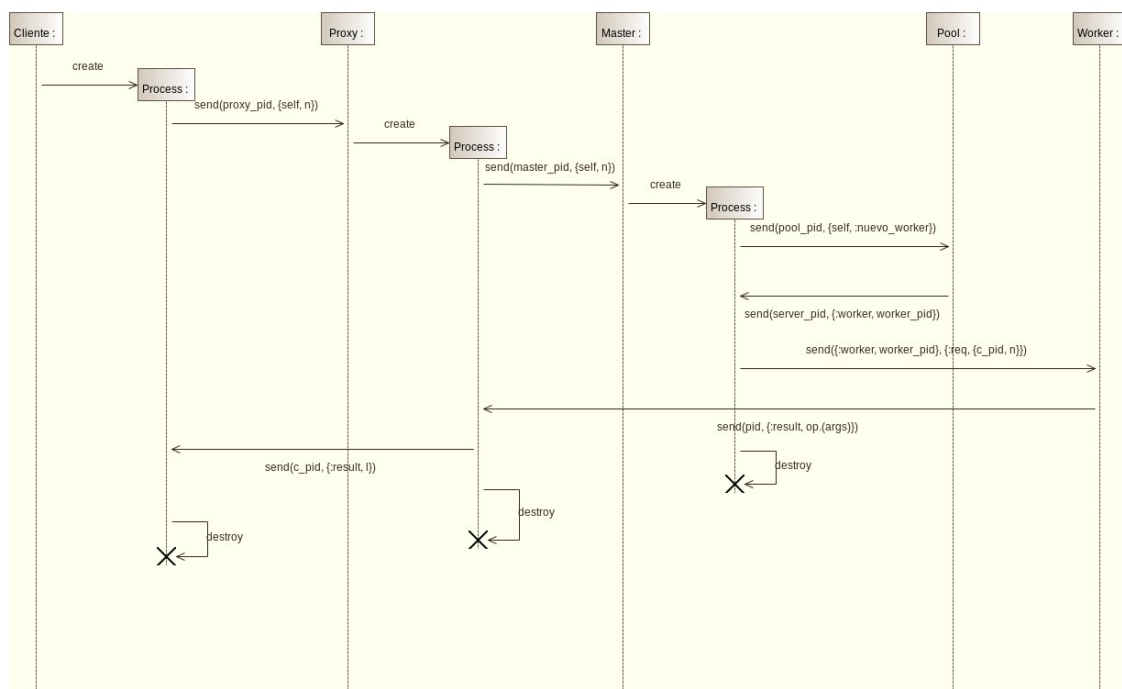 Cliente :
Proxy :
Master :
Pool :
Worker :
create
Process :
send(proxy_pid, {self, n})
create
Process :
send(master_pid, {self, n})
create
Process :
send(pool_pid, {self, :nuevo_worker})
send(server_pid, {:worker, worker_pid})
send({:worker, worker_pid}, {:req, {c_pid, n}})
send(pid, {:result, op.(args)})
send(c_pid, {:result, l})
destroy
destroy
destroy